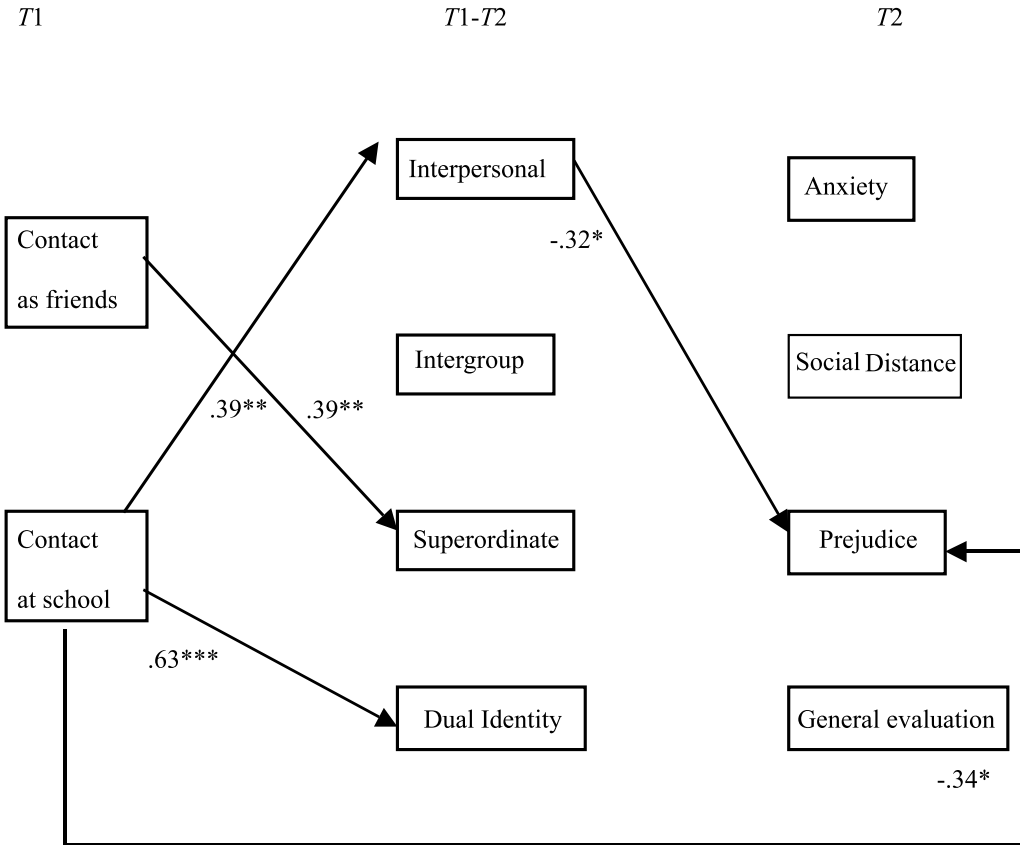 T1 T1-T2 T2
Interpersonal
Anxiety
Contact
as friends
-.32*
Intergroup
Social Distance
.39** .39**
Contact
at school
Superordinate
Prejudice
.63***
Dual Identity
General evaluation
-.34*